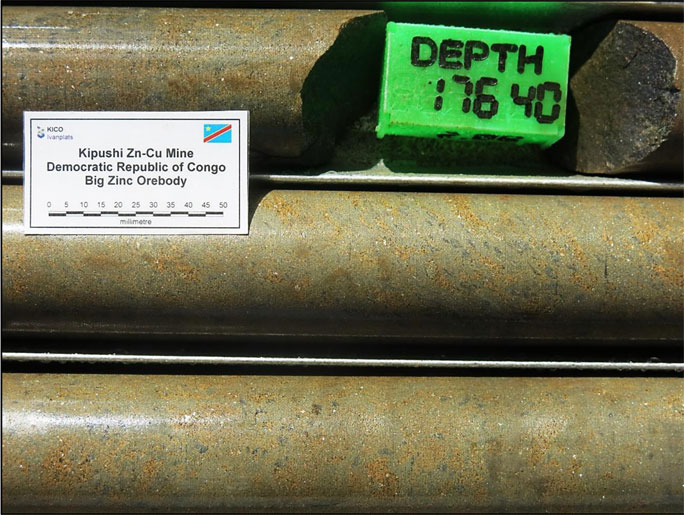 DEPTH
176 40
KICO
Ivanplats
Kipushi Zn-Cu Mine
Democratic Republic of Congo
Big Zinc Orebody
0 5 10 15 20 25 30 35 40 45 50
millimetre